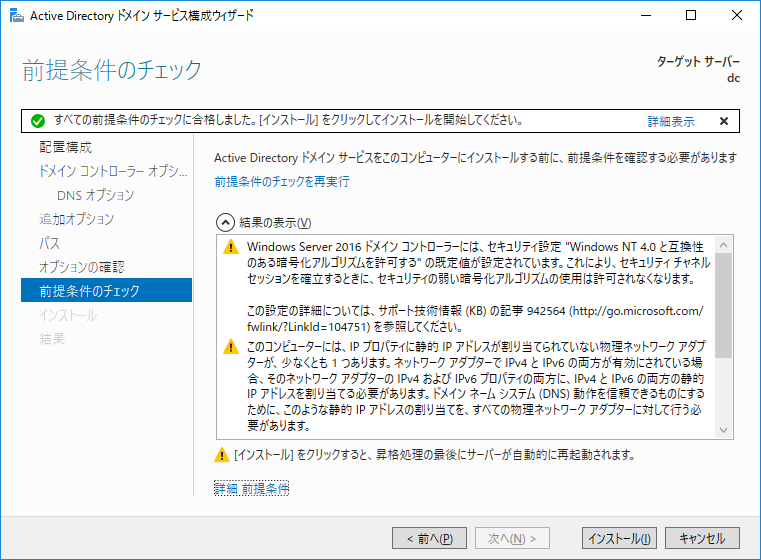 Active Directory ドメイン サービス構成ウィザード
前提条件のチェック
ターゲット サーバー
dc
すべての前提条件のチェックに合格しました。[インストール] をクリックしてインストールを開始してください。
詳細表示
配置構成
ドメイン コントローラー オプシ...
DNS オプション
追加オプション
パス
オプションの確認
前提条件のチェック
インストール
結果
Active Directory ドメイン サービスをこのコンピューターにインストールする前に、前提条件を確認する必要があります
前提条件のチェックを再実行
結果の表示(V)
Windows Server 2016 ドメイン コントローラーには、セキュリティ設定 "Windows NT 4.0 と互換性
のある暗号化アルゴリズムを許可する" の既定値が設定されています。これにより、セキュリティ チャネル
セッションを確立するときに、セキュリティの弱い暗号化アルゴリズムの使用は許可されなくなります。
この設定の詳細については、サポート技術情報 (KB) の記事 942564 (http://go.microsoft.com/
fwlink/?LinkId=104751) を参照してください。
このコンピューターには、IP プロパティに静的 IP アドレスが割り当てられていない物理ネットワーク アダプ
ターが、少なくとも 1 つあります。ネットワーク アダプターで IPv4 と IPv6 の両方が有効にされている場
合、そのネットワーク アダプターの IPv4 および IPv6 プロパティの両方に、IPv4 と IPv6 の両方の静的
IP アドレスを割り当てる必要があります。ドメイン ネーム システム (DNS) 動作を信頼できるものにする
ために、このような静的 IP アドレスの割り当てを、すべての物理ネットワーク アダプターに対して行う必
要があります。
[インストール] をクリックすると、昇格処理の最後にサーバーが自動的に再起動されます。
詳細 前提条件
< 前へ(P)
次へ(N) >
インストール(I)
キャンセル